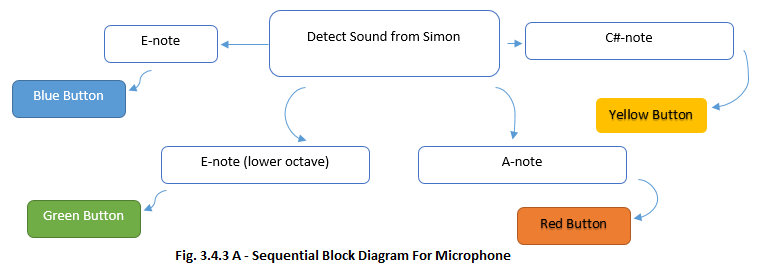 E-note
Detect Sound from Simon
C#-note
Blue Button
Yellow Button
E-note (lower octave)
A-note
Green Button
Red Button
Fig. 3.4.3 A - Sequential Block Diagram For Microphone